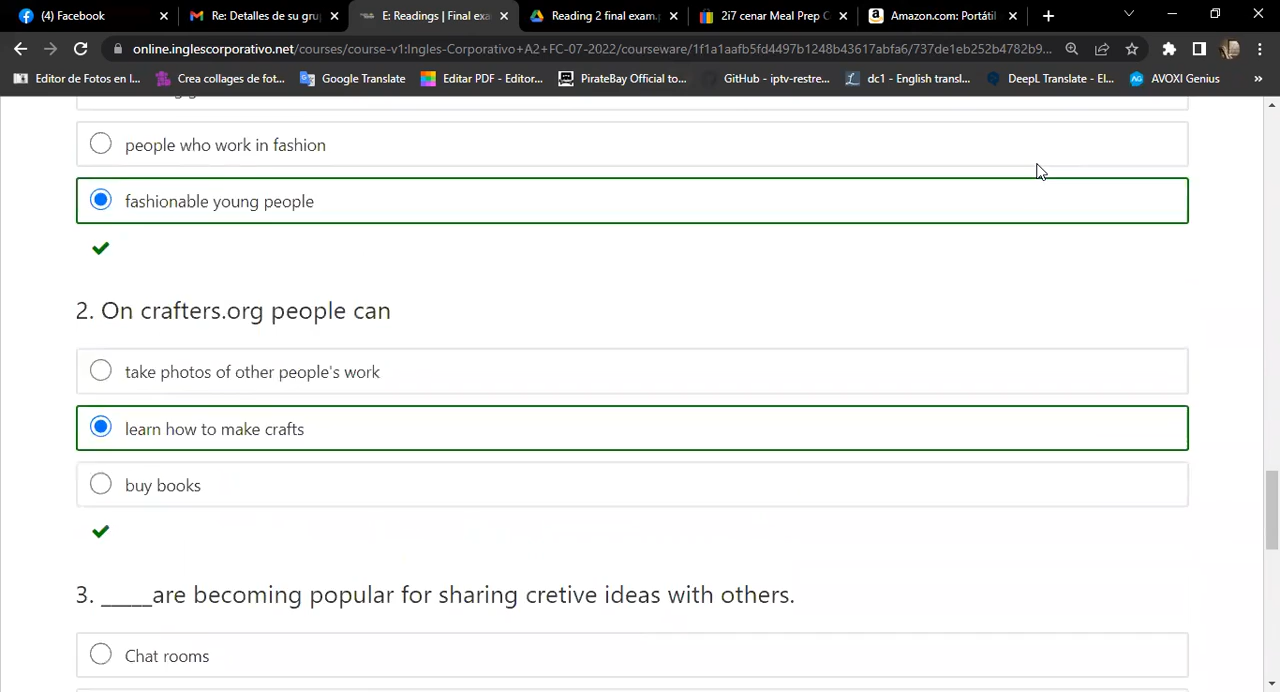 (4) Facebook
Re: Detalles de su gru
E: Readings | Final exa
Reading 2 final exam.p
2i7 cenar Meal Prep C
Amazon.com: Portátil
online.inglescorporativo.net/courses/course-v1:Ingles-Corporativo+A2+FC-07-2022/courseware/1f1a1aafb5fd4497b1248b43617abfa6/737de1eb252b4782b9...
Editor de Fotos en l...
Crea collages de fot...
Google Translate
Editar PDF - Editor...
PirateBay Official to...
GitHub - iptv-restre...
dc1 - English transl...
DeepL Translate - El...
AVOXI Genius
»
people who work in fashion
fashionable young people
2. On crafters.org people can
take photos of other people's work
learn how to make crafts
buy books
3. _____are becoming popular for sharing cretive ideas with others.
Chat rooms